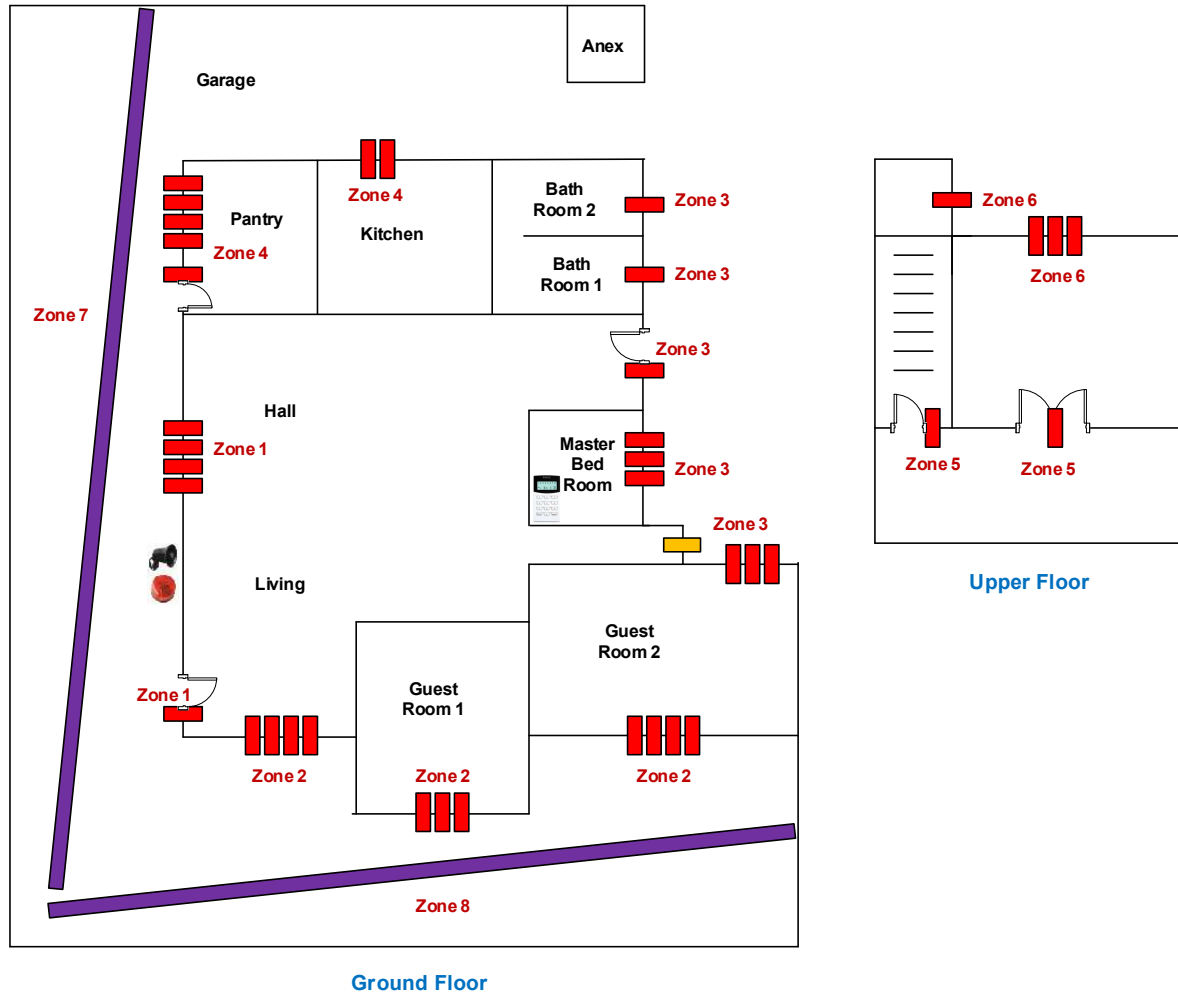 Anex
Garage
Zone 4
Bath
Room 2
Zone 3
Pantry
Kitchen
Zone 4
Bath
Room 1
Zone 3
Zone 7
Zone 3
Hall
Zone 1
Master
Bed
Room
Zone 3
Zone 3
Living
Guest
Room 2
Guest
Room 1
Zone 1
Zone 2
Zone 2
Zone 2
Zone 8
Ground Floor
Zone 6
Zone 6
Zone 5
Zone 5
Upper Floor